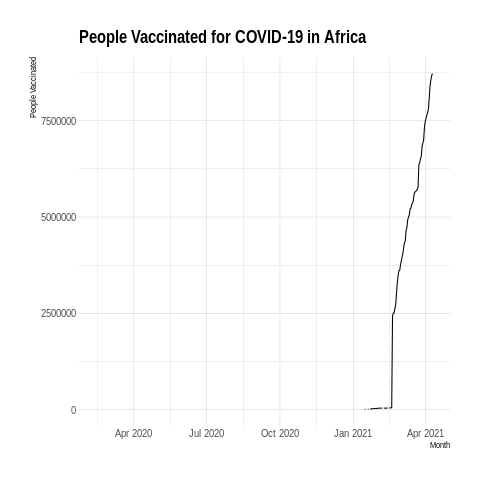 People Vaccinated for COVID-19 in Africa
People Vaccinated
7500000
5000000
2500000
0
Apr 2020
Jul 2020
Oct 2020
Jan 2021
Apr 2021
Month